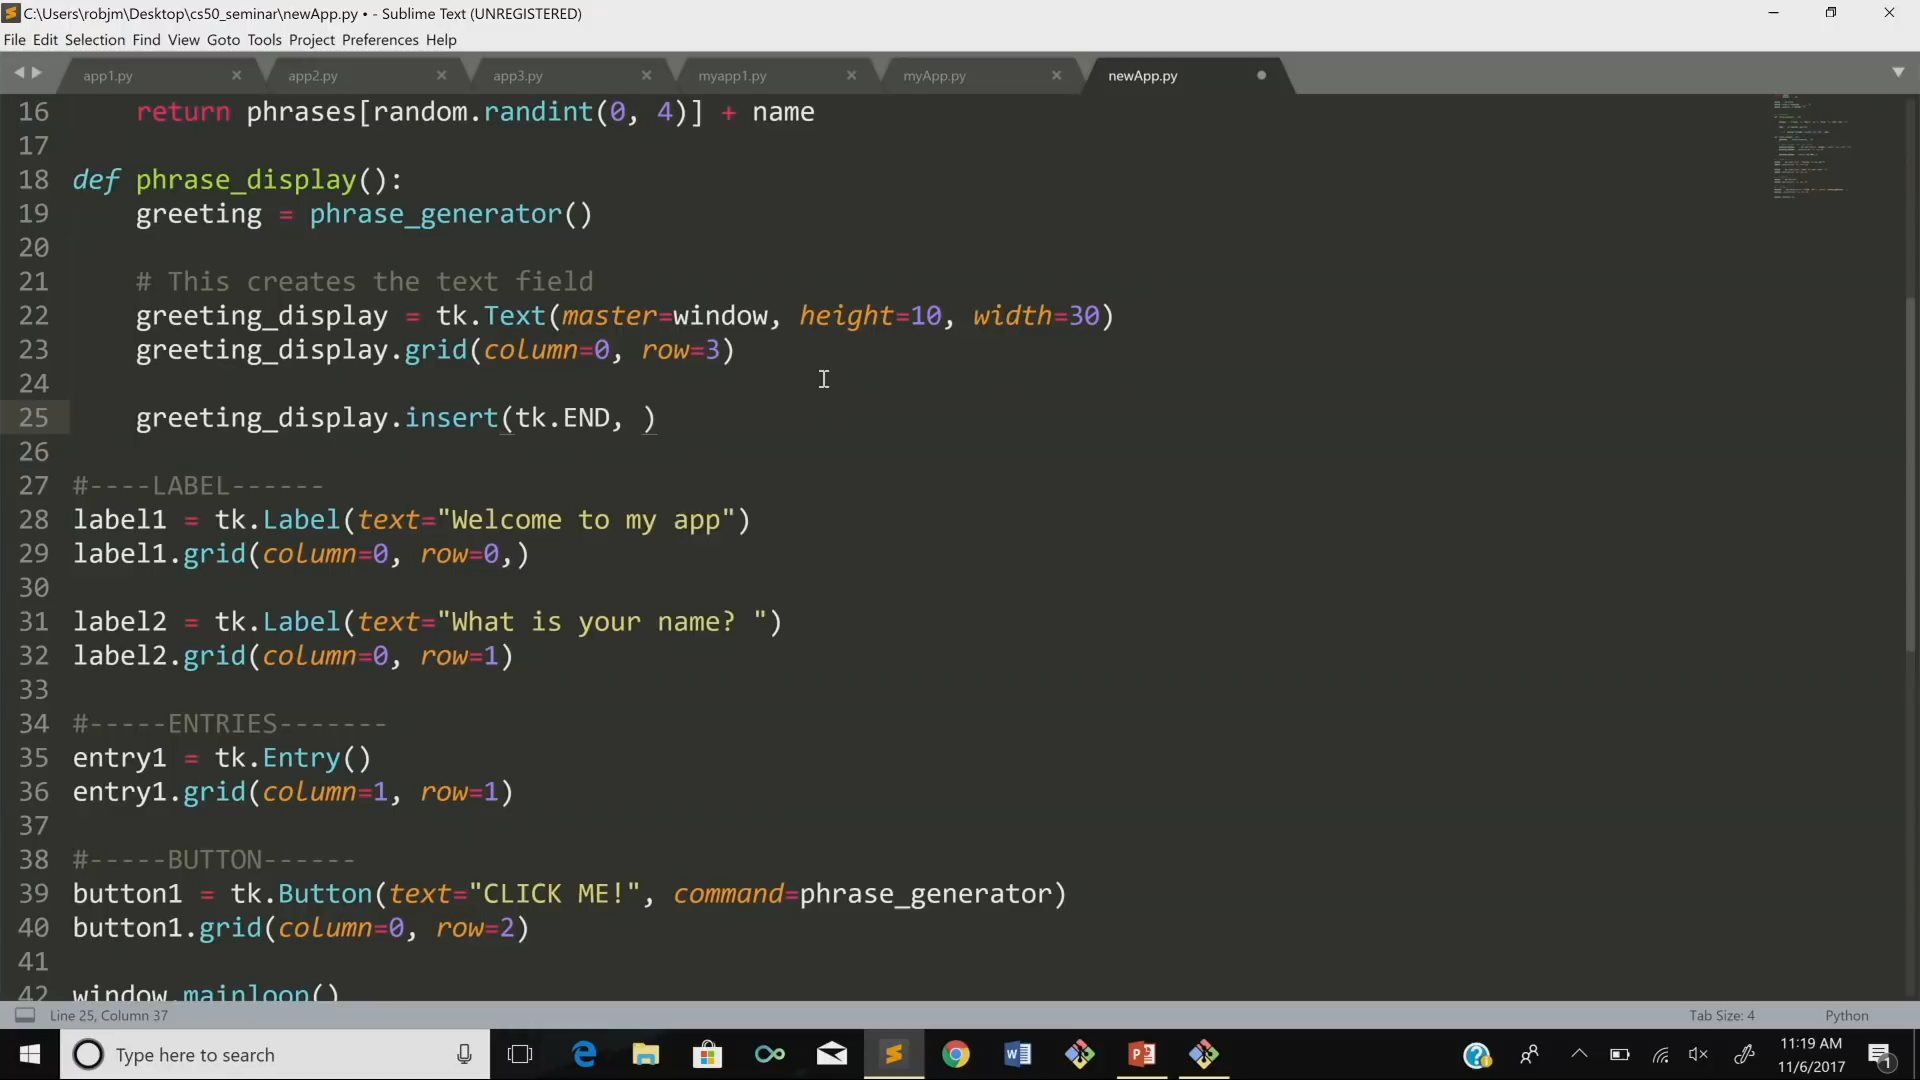 C:\Users\robjm\Desktop\cs50_seminar\newApp.py • - Sublime Text (UNREGISTERED)
File Edit Selection Find View Goto Tools Project Preferences Help
app1.py app2.py app3.py myapp1.py myApp.py newApp.py
16 return phrases[random.randint(0, 4)] + name
17
18 def phrase_display():
19 greeting = phrase_generator()
20
21 # This creates the text field
22 greeting_display = tk.Text(master=window, height=10, width=30)
23 greeting_display.grid(column=0, row=3)
24
25 greeting_display.insert(tk.END, )
26
27 #----LABEL------
28 label1 = tk.Label(text="Welcome to my app")
29 label1.grid(column=0, row=0,)
30
31 label2 = tk.Label(text="What is your name? ")
32 label2.grid(column=0, row=1)
33
34 #-----ENTRIES-------
35 entry1 = tk.Entry()
36 entry1.grid(column=1, row=1)
37
38 #-----BUTTON------
39 button1 = tk.Button(text="CLICK ME!", command=phrase_generator)
40 button1.grid(column=0, row=2)
41
42 window.mainloop()
Line 25, Column 37
Tab Size: 4
Python
Type here to search
11:19 AM
11/6/2017
1